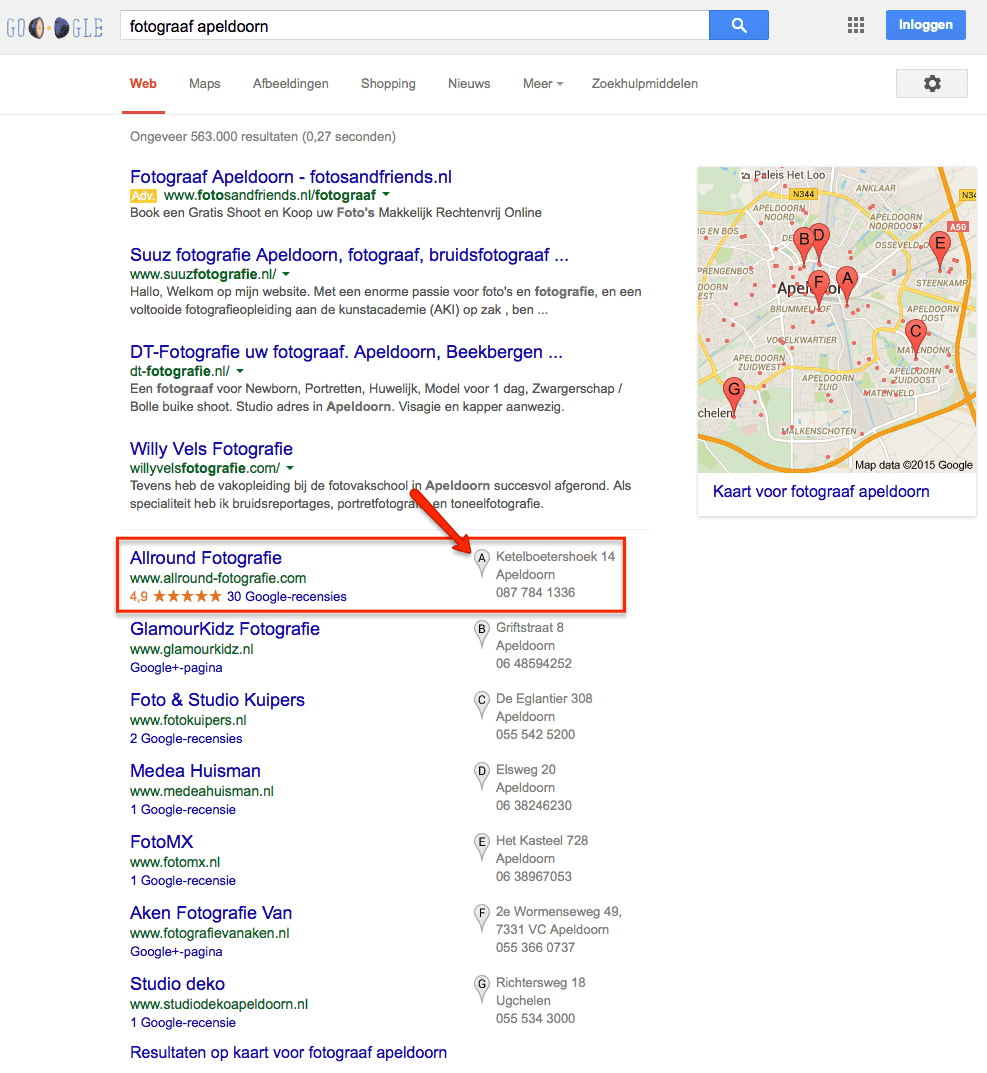 GOOGLE
fotograaf apeldoorn
Inloggen
Web Maps Afbeeldingen Shopping Nieuws Meer Zoekhulpmiddelen
Ongeveer 563.000 resultaten (0,27 seconden)
Fotograaf Apeldoorn - fotosandfriends.nl
Adv. www.fotosandfriends.nl/fotograaf
Book een Gratis Shoot en Koop uw Foto's Makkelijk Rechtenvrij Online
Suuz fotografie Apeldoorn, fotograaf, bruidsfotograaf ...
www.suuzfotografie.nl/
Hallo, Welkom op mijn website. Met een enorme passie voor foto's en fotografie, en een
voltooide fotografieopleiding aan de kunstacademie (AKI) op zak , ben ...
DT-Fotografie uw fotograaf. Apeldoorn, Beekbergen ...
dt-fotografie.nl/
Een fotograaf voor Newborn, Portretten, Huwelijk, Model voor 1 dag, Zwargerschap /
Bolle buike shoot. Studio adres in Apeldoorn. Visagie en kapper aanwezig.
Willy Vels Fotografie
willyvelsfotografie.com/
Tevens heb de vakopleiding bij de fotovakschool in Apeldoorn succesvol afgerond. Als
specialiteit heb ik bruidsreportages, portretfotografie en toneelfotografie.
Allround Fotografie
www.allround-fotografie.com
4,9 30 Google-recensies
A Ketelboetershoek 14
Apeldoorn
087 784 1336
GlamourKidz Fotografie
www.glamourkidz.nl
Google+-pagina
B Griftstraat 8
Apeldoorn
06 48594252
Foto & Studio Kuipers
www.fotokuipers.nl
2 Google-recensies
C De Eglantier 308
Apeldoorn
055 542 5200
Medea Huisman
www.medeahuisman.nl
1 Google-recensie
D Elsweg 20
Apeldoorn
06 38246230
FotoMX
www.fotomx.nl
1 Google-recensie
E Het Kasteel 728
Apeldoorn
06 38967053
Aken Fotografie Van
www.fotografievanaken.nl
Google+-pagina
F 2e Wormenseweg 49,
7331 VC Apeldoorn
055 366 0737
Studio deko
www.studiodekoapeldoorn.nl
1 Google-recensie
G Richtersweg 18
Ugchelen
055 534 3000
Resultaten op kaart voor fotograaf apeldoorn
Paleis Het Loo
N344
ANKLAAR
N34
APELDOORN
NOORD
APELDOORN
NOORDOOST
A50
B
D
E
OSSEVELD
G EN BOS
SPRENGENBOS
STEENKAMP
F
A
BRUMMELHOF
APELDOORN
WEST
APELDOORN
OOST
C
VOGELKWARTIER
MATENDONK
APELDOORN
ZUIDWEST
APELDOORN
ZUID
APELDOORN
ZUIDOOST
MATENVELD
G
chelen
MALKENSCHOTEN
Map data ©2015 Google
Kaart voor fotograaf apeldoorn